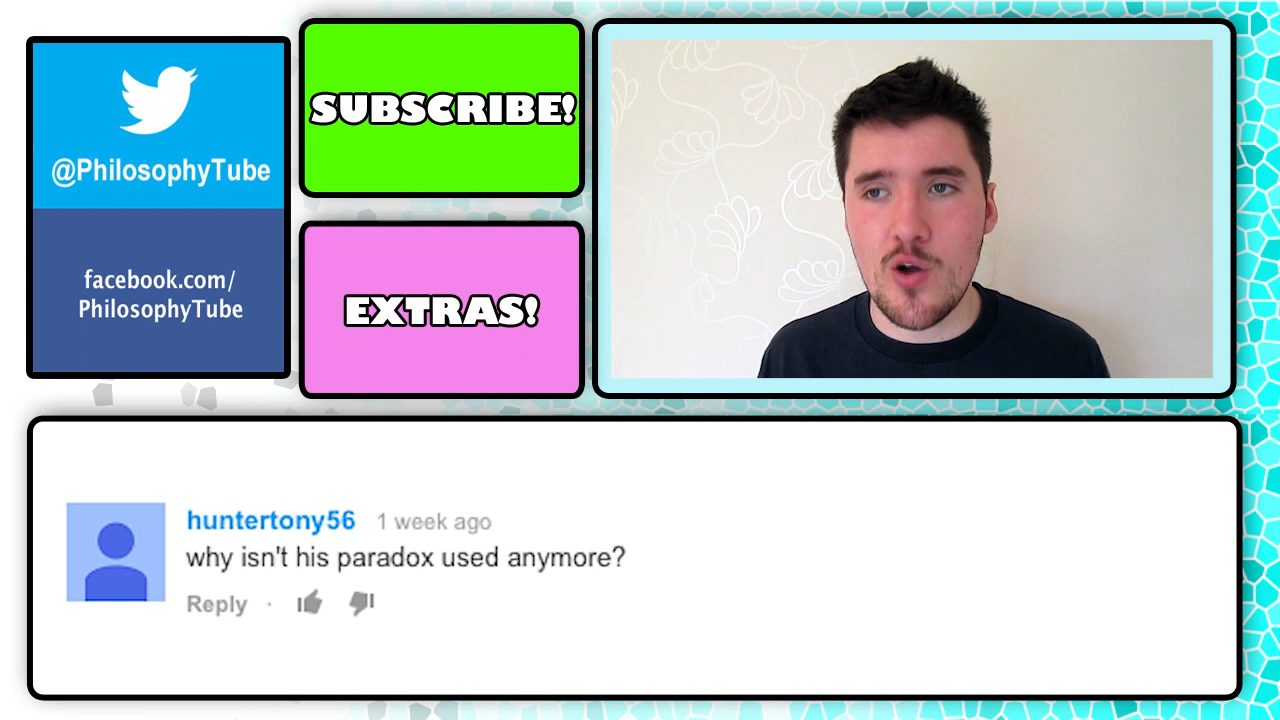 @PhilosophyTube
facebook.com/
PhilosophyTube
SUBSCRIBE!
EXTRAS!
huntertony56 1 week ago
why isn't his paradox used anymore?
Reply ·